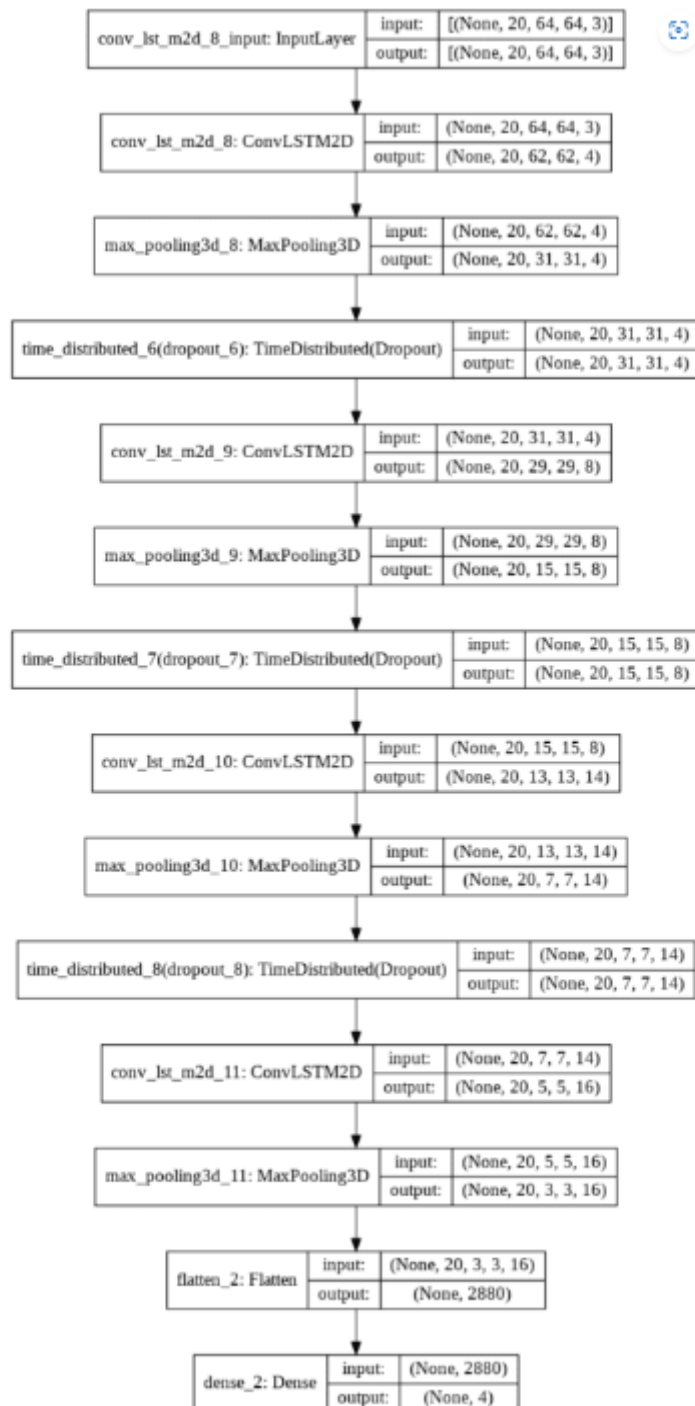 conv_lst_m2d_8_input: InputLayer input: [(None, 20, 64, 64, 3)]
output: [(None, 20, 64, 64, 3)]
conv_lst_m2d_8: ConvLSTM2D input: (None, 20, 64, 64, 3)
output: (None, 20, 62, 62, 4)
max_pooling3d_8: MaxPooling3D input: (None, 20, 62, 62, 4)
output: (None, 20, 31, 31, 4)
time_distributed_6(dropout_6): TimeDistributed(Dropout) input: (None, 20, 31, 31, 4)
output: (None, 20, 31, 31, 4)
conv_lst_m2d_9: ConvLSTM2D input: (None, 20, 31, 31, 4)
output: (None, 20, 29, 29, 8)
max_pooling3d_9: MaxPooling3D input: (None, 20, 29, 29, 8)
output: (None, 20, 15, 15, 8)
time_distributed_7(dropout_7): TimeDistributed(Dropout) input: (None, 20, 15, 15, 8)
output: (None, 20, 15, 15, 8)
conv_lst_m2d_10: ConvLSTM2D input: (None, 20, 15, 15, 8)
output: (None, 20, 13, 13, 14)
max_pooling3d_10: MaxPooling3D input: (None, 20, 13, 13, 14)
output: (None, 20, 7, 7, 14)
time_distributed_8(dropout_8): TimeDistributed(Dropout) input: (None, 20, 7, 7, 14)
output: (None, 20, 7, 7, 14)
conv_lst_m2d_11: ConvLSTM2D input: (None, 20, 7, 7, 14)
output: (None, 20, 5, 5, 16)
max_pooling3d_11: MaxPooling3D input: (None, 20, 5, 5, 16)
output: (None, 20, 3, 3, 16)
flatten_2: Flatten input: (None, 20, 3, 3, 16)
output: (None, 2880)
dense_2: Dense input: (None, 2880)
output: (None, 4)